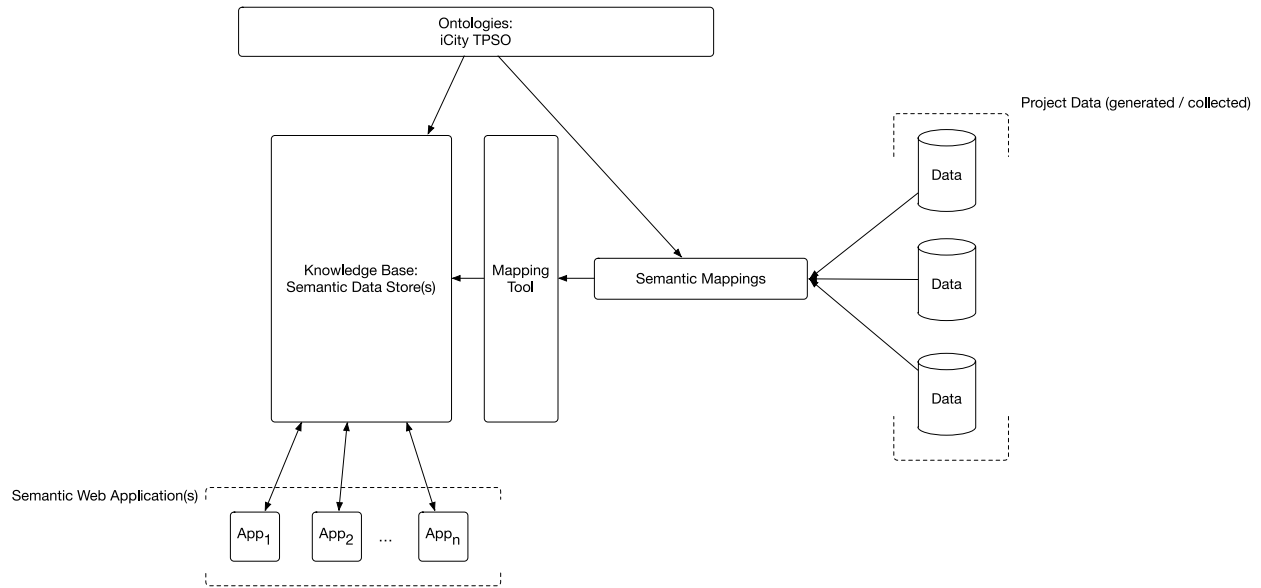 Ontologies:
iCity TPSO
Project Data (generated / collected)
Data
Knowledge Base:
Semantic Data Store(s)
Mapping
Tool
Semantic Mappings
Data
Data
Semantic Web Application(s)
App1
App2
...
Appn